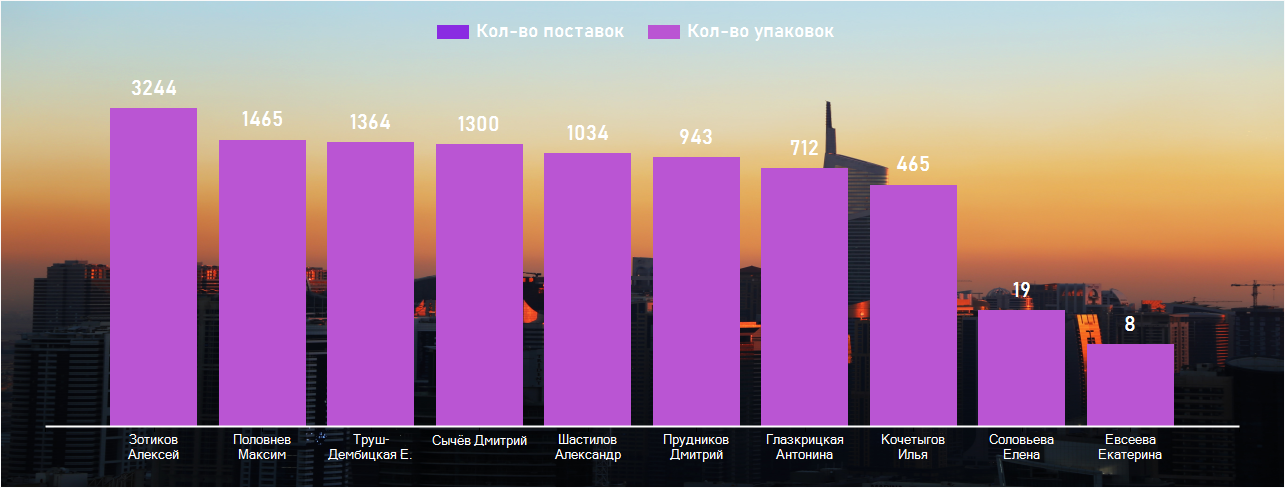 Кол-во поставок Кол-во упаковок
3244
1465
1364
1300
1034
943
712
465
19
8
Зотиков
Алексей
Половнев
Максим
Труш-
Дембицкая Е.
Сычёв Дмитрий
Шастилов
Александр
Прудников
Дмитрий
Глазкрицкая
Антонина
Кочетыгов
Илья
Соловьева
Елена
Евсеева
Екатерина